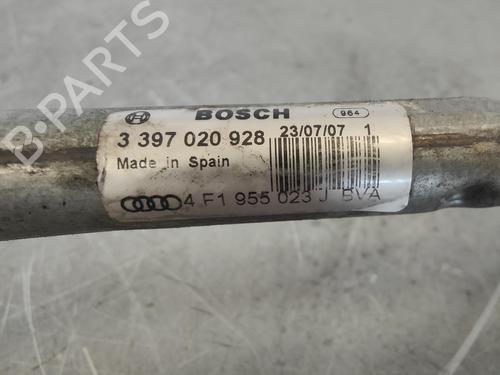 BOSCH
964
3 397 020 928
23/07/07 1
Made in Spain
4 F1 955 023 J BVA
B-PARTS